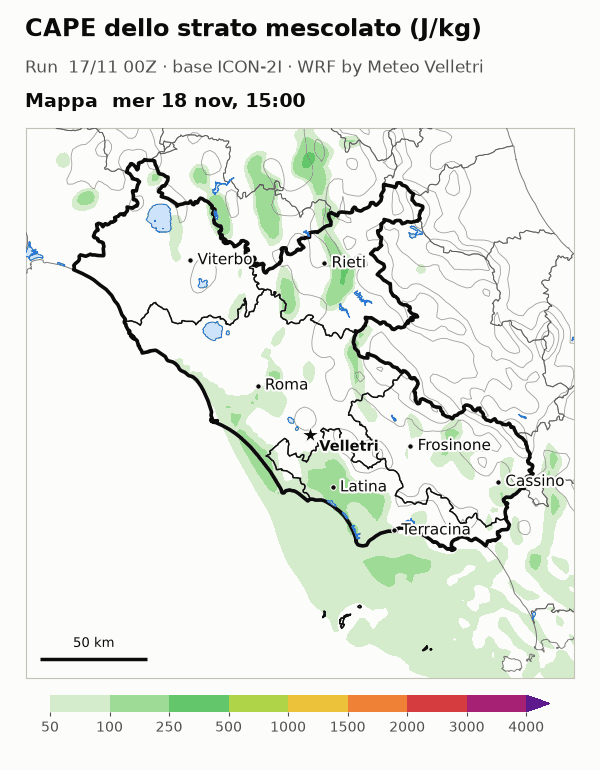 CAPE dello strato mescolato (J/kg)
Run 17/11 00Z · base ICON-2I · WRF by Meteo Velletri
Mappa mer 18 nov, 15:00
Viterbo
Rieti
Roma
Velletri
Frosinone
Latina
Cassino
Terracina
50 km
50 100 250 500 1000 1500 2000 3000 4000